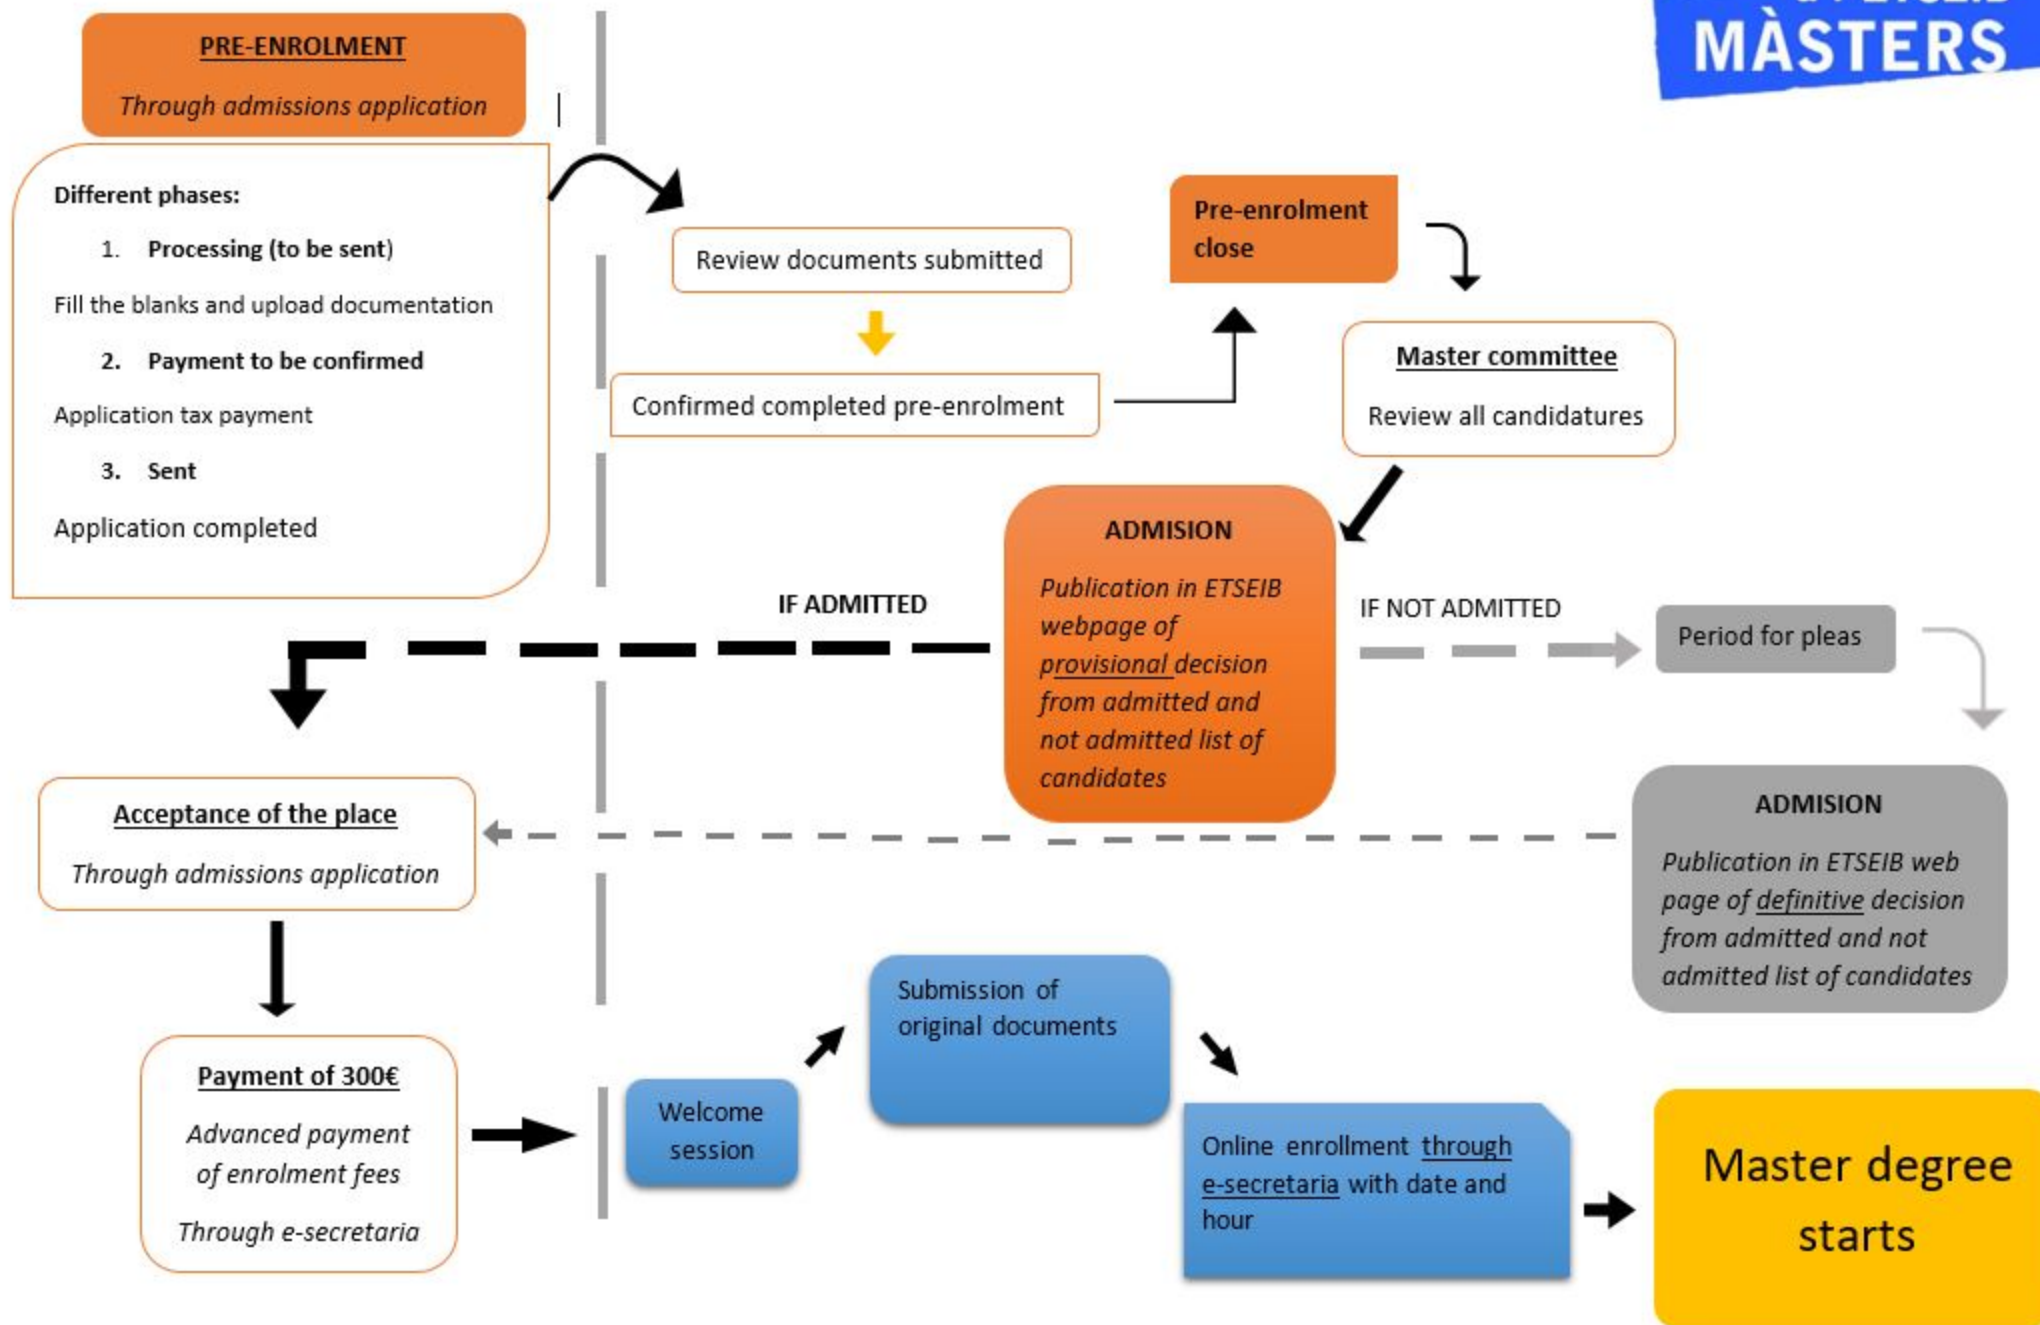 MÀSTERS
PRE-ENROLMENT
Through admissions application
Different phases:
1. Processing (to be sent)
Fill the blanks and upload documentation
2. Payment to be confirmed
Application tax payment
3. Sent
Application completed
Review documents submitted
Confirmed completed pre-enrolment
Pre-enrolment
close
Master committee
Review all candidatures
ADMISION
Publication in ETSEIB
webpage of
provisional decision
from admitted and
not admitted list of
candidates
IF ADMITTED
IF NOT ADMITTED
Period for pleas
ADMISION
Publication in ETSEIB web
page of definitive decision
from admitted and not
admitted list of candidates
Acceptance of the place
Through admissions application
Payment of 300€
Advanced payment
of enrolment fees
Through e-secretaria
Welcome
session
Submission of
original documents
Online enrollment through
e-secretaria with date and
hour
Master degree
starts